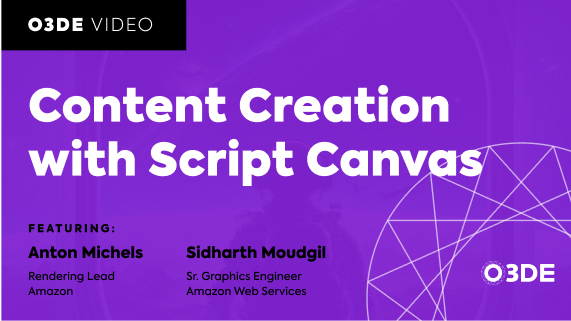 O3DE VIDEO
Content Creation
with Script Canvas
FEATURING:
Anton Michels
Rendering Lead
Amazon
Sidharth Moudgil
Sr. Graphics Engineer
Amazon Web Services
O3DE